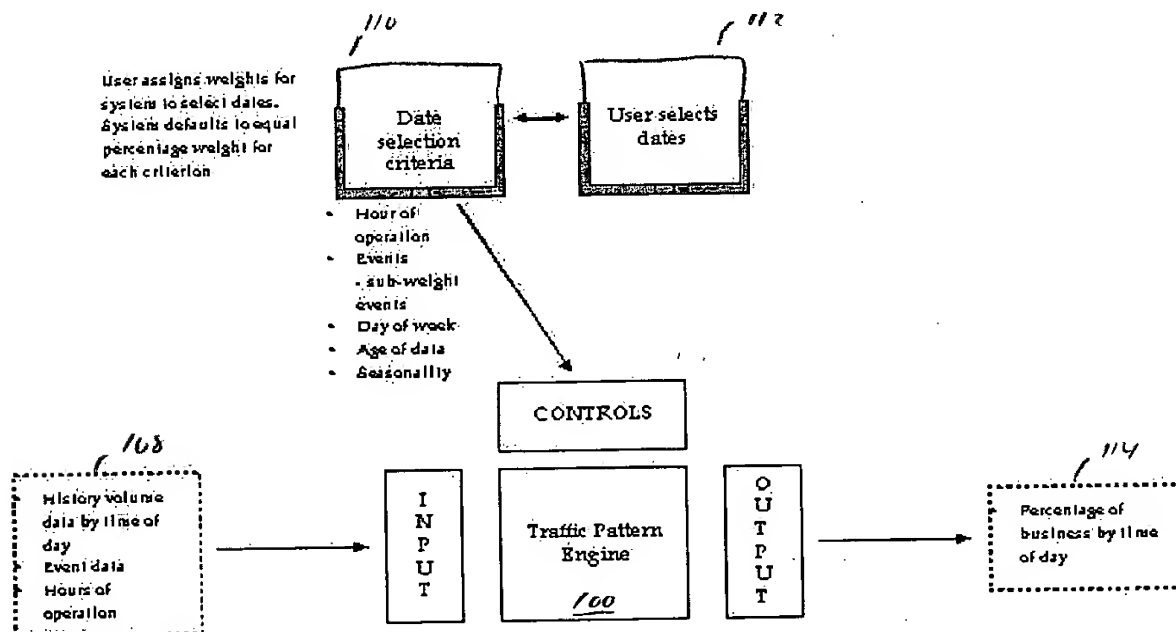 110
112
User assigns weights for
system to select dates.
System defaults to equal
percentage weight for
each criterion
Date
selection
criteria
User selects
dates
• Hour of
operation
• Events
- sub-weight
events
• Day of week
• Age of data
• Seasonality
CONTROLS
108
• History volume
data by time of
day
• Event data
• Hours of
operation
INPUT
Traffic Pattern
Engine
100
OUTPUT
114
• Percentage of
business by time
of day